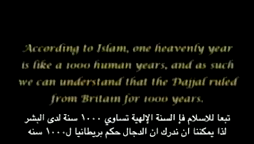 According to Islam, one heavenly year
is like a 1000 human years, and as such
we can understand that the Dajjal ruled
from Britain for 1000 years.
تبعا للاسلام فإ السنة الإلهية تساوي ١٠٠٠ سنة لدى البشر
لذا يمكننا ان ندرك ان الدجال حكم بريطانيا ل١٠٠٠ سنه